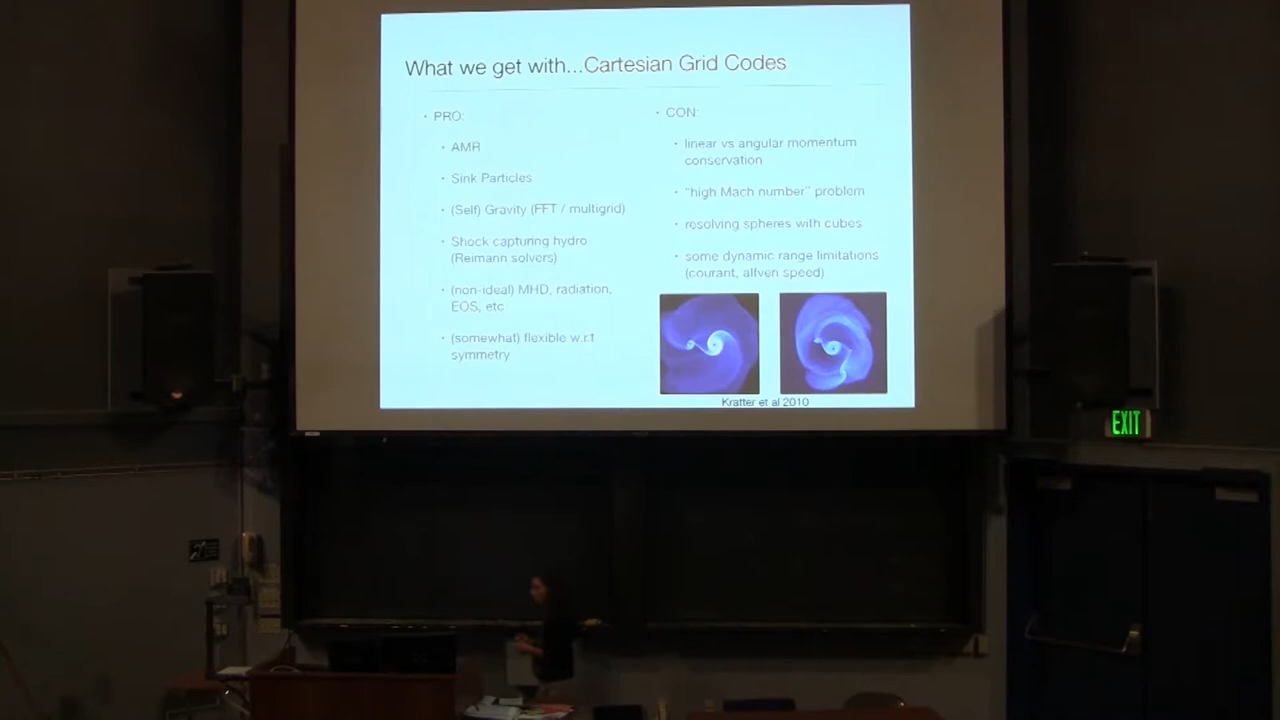 What we get with...Cartesian Grid Codes
· PRO:
· AMR
· Sink Particles
· (Self) Gravity (FFT / multigrid)
· Shock capturing hydro
(Reimann solvers)
· (non-ideal) MHD, radiation,
EOS, etc
· (somewhat) flexible w.r.t
symmetry
· CON:
· linear vs angular momentum
conservation
· "high Mach number" problem
· resolving spheres with cubes
· some dynamic range limitations
(courant, alfven speed)
Kratter et al 2010
EXIT